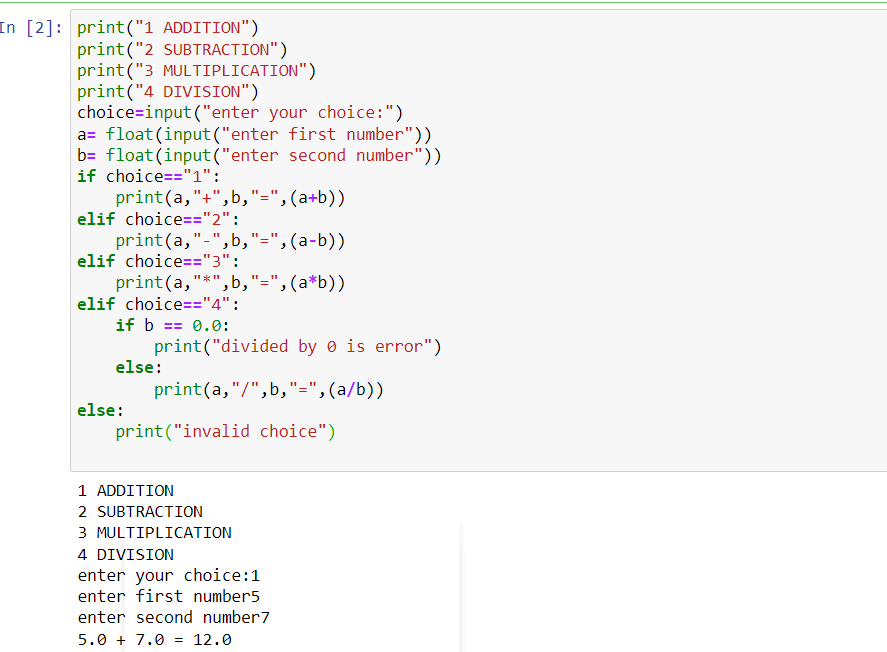 In [2]: print("1 ADDITION")
print("2 SUBTRACTION")
print("3 MULTIPLICATION")
print("4 DIVISION")
choice=input("enter your choice:")
a= float(input("enter first number"))
b= float(input("enter second number"))
if choice=="1":
    print(a,"+",b,"=",(a+b))
elif choice=="2":
    print(a,"-",b,"=",(a-b))
elif choice=="3":
    print(a,"*",b,"=",(a*b))
elif choice=="4":
    if b == 0.0:
        print("divided by 0 is error")
    else:
        print(a,"/",b,"=",(a/b))
else:
    print("invalid choice")
1 ADDITION
2 SUBTRACTION
3 MULTIPLICATION
4 DIVISION
enter your choice:1
enter first number5
enter second number7
5.0 + 7.0 = 12.0